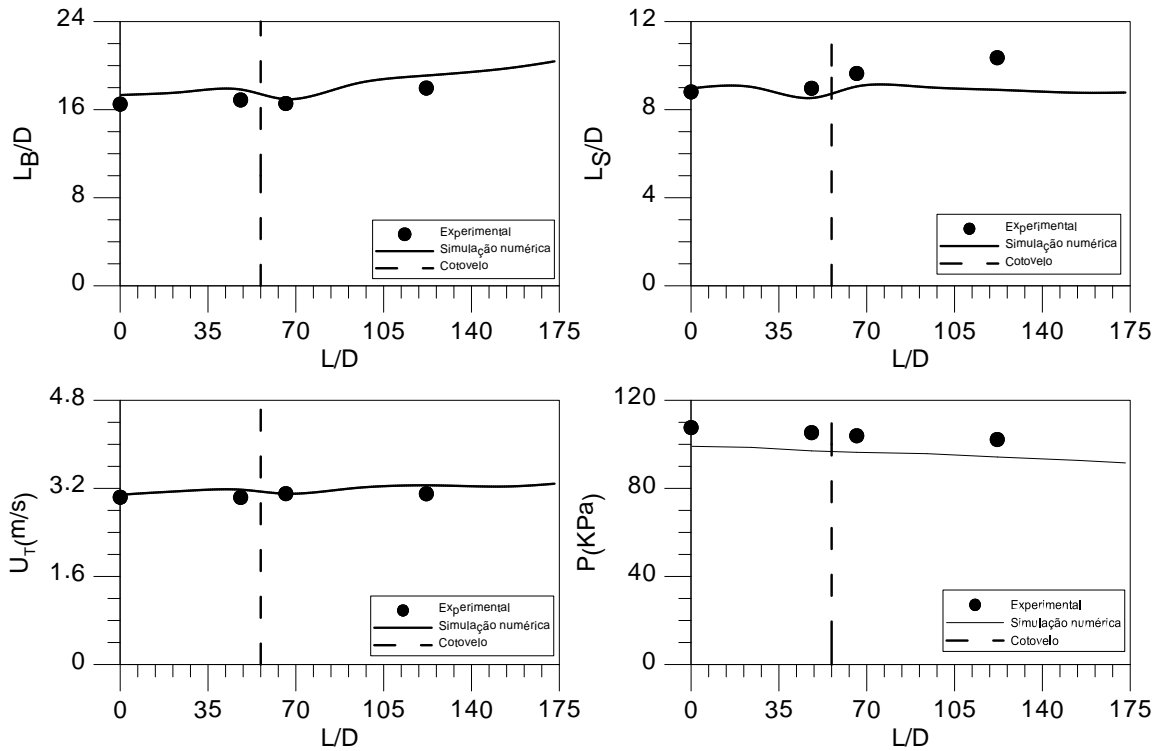 24
16
8
0
L_B/D
Experimental
Simulação numérica
Cotovelo
0 35 70 105 140 175
L/D
12
8
4
0
L_S/D
Experimental
Simulação numérica
Cotovelo
0 35 70 105 140 175
L/D
4.8
3.2
1.6
0
U_T(m/s)
Experimental
Simulação numérica
Cotovelo
0 35 70 105 140 175
L/D
120
80
40
0
P(KPa)
Experimental
Simulação numérica
Cotovelo
0 35 70 105 140 175
L/D